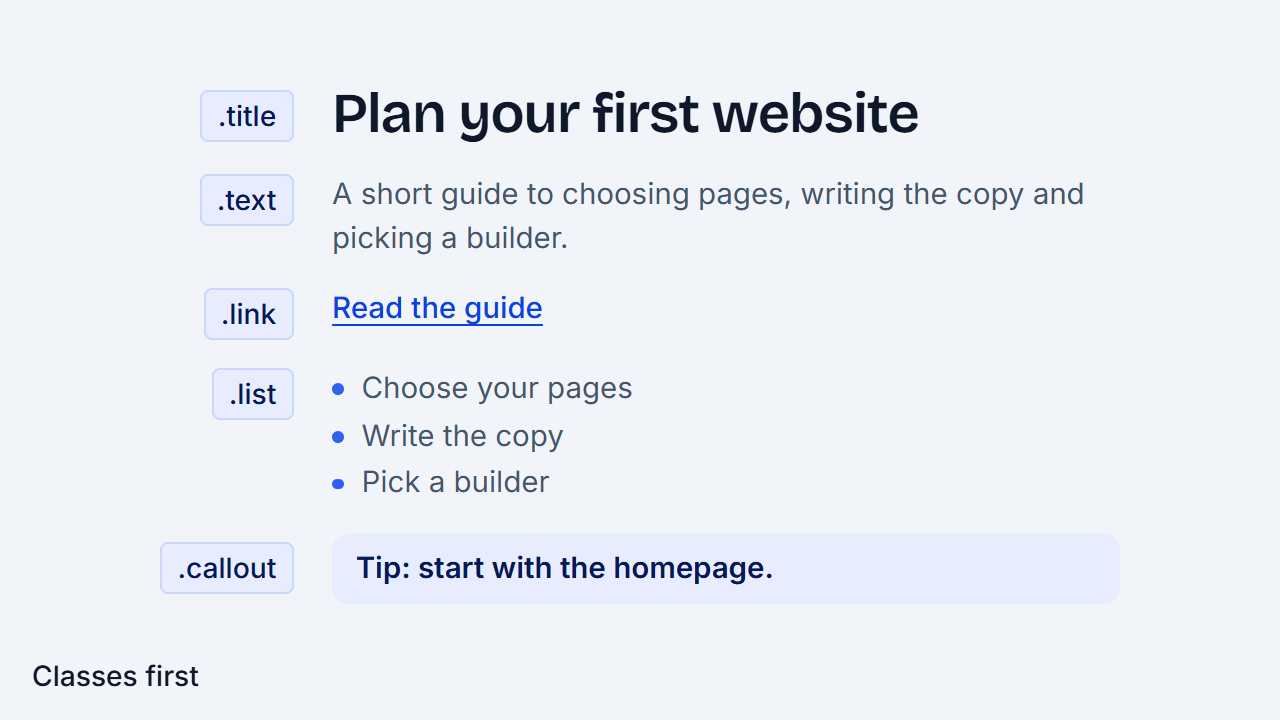 .title
Plan your first website
.text
A short guide to choosing pages, writing the copy and
picking a builder.
.link
Read the guide
.list
Choose your pages
Write the copy
Pick a builder
.callout
Tip: start with the homepage.
Classes first